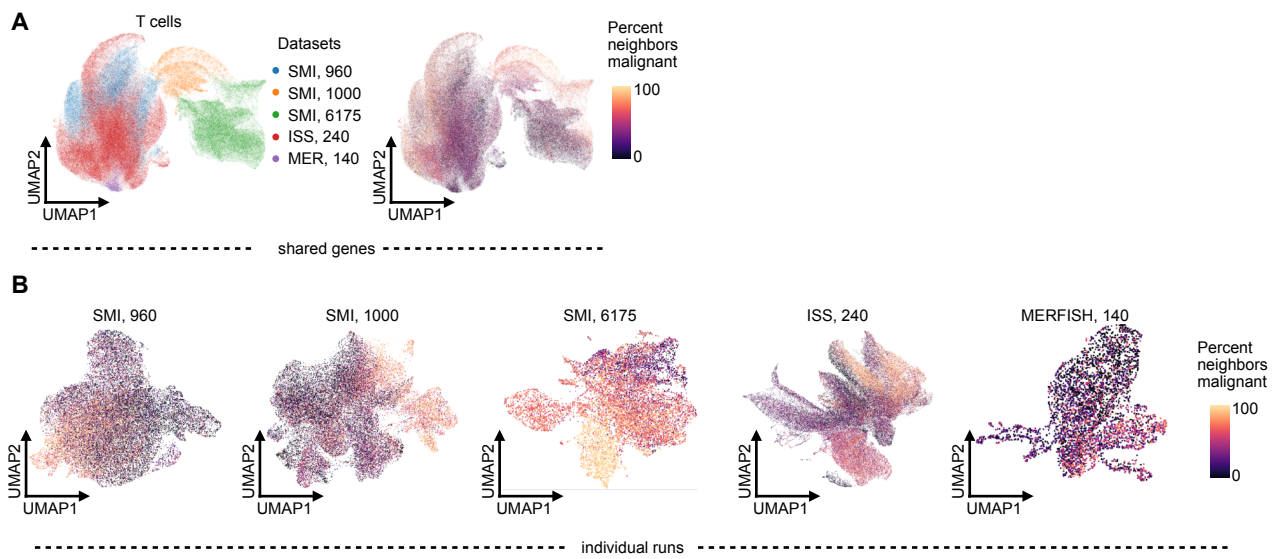 A
T cells
Datasets
SMI, 960
SMI, 1000
SMI, 6175
ISS, 240
MER, 140
UMAP2
UMAP1
UMAP2
UMAP1
Percent
neighbors
malignant
100
0
shared genes
B
SMI, 960
SMI, 1000
SMI, 6175
ISS, 240
MERFISH, 140
UMAP2
UMAP1
UMAP2
UMAP1
UMAP2
UMAP1
UMAP2
UMAP1
UMAP2
UMAP1
Percent
neighbors
malignant
100
0
individual runs